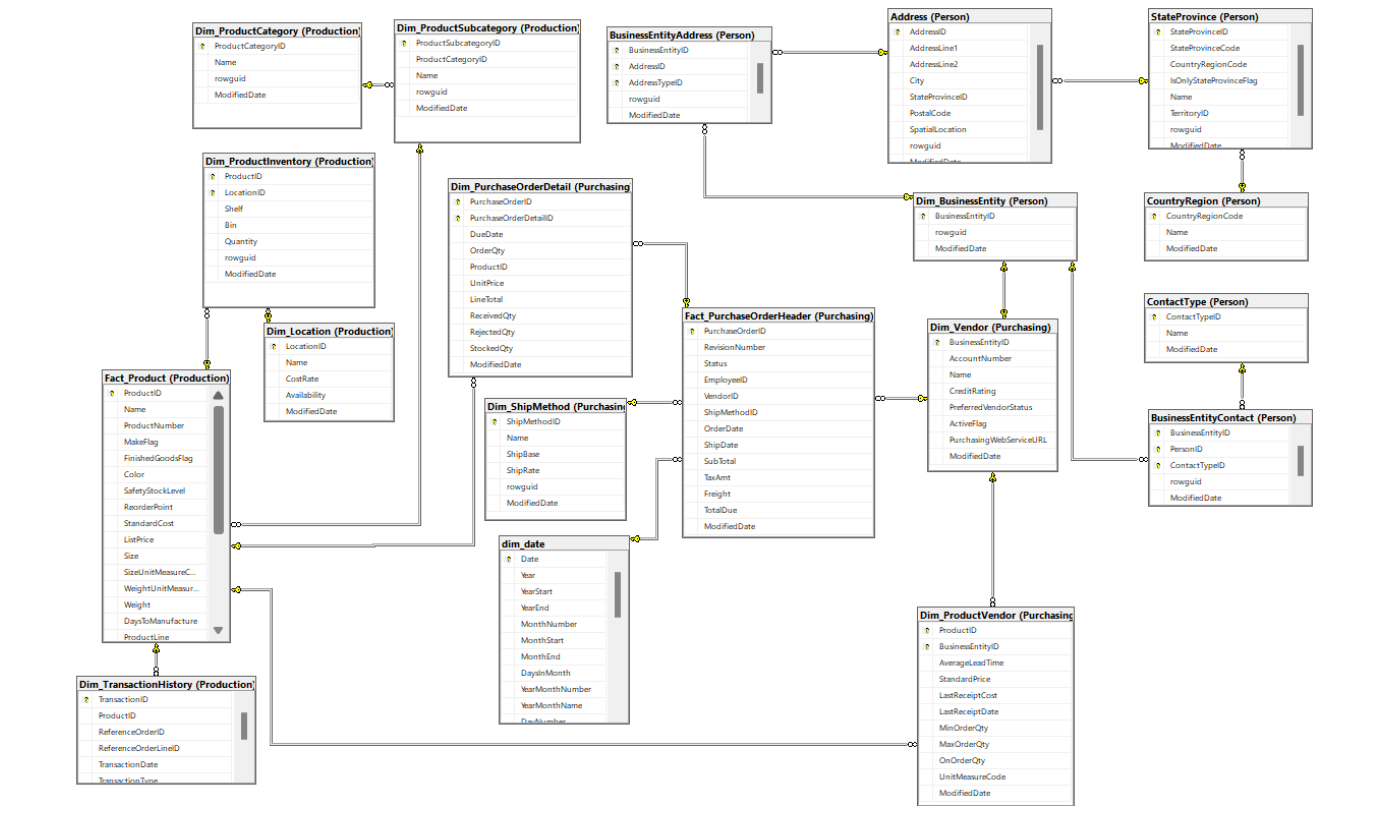 Dim_ProductCategory (Production)
ProductCategoryID
Name
rowguid
ModifiedDate
Dim_ProductSubcategory (Production)
ProductSubcategoryID
ProductCategoryID
Name
rowguid
ModifiedDate
BusinessEntityAddress (Person)
BusinessEntityID
AddressID
AddressTypeID
rowguid
ModifiedDate
Address (Person)
AddressID
AddressLine1
AddressLine2
City
StateProvinceID
PostalCode
SpatialLocation
rowguid
ModifiedDate
StateProvince (Person)
StateProvinceID
StateProvinceCode
CountryRegionCode
IsOnlyStateProvinceFlag
Name
TerritoryID
rowguid
ModifiedDate
Dim_ProductInventory (Production)
ProductID
LocationID
Shelf
Bin
Quantity
rowguid
ModifiedDate
Dim_PurchaseOrderDetail (Purchasing
PurchaseOrderID
PurchaseOrderDetailID
DueDate
OrderQty
ProductID
UnitPrice
LineTotal
ReceivedQty
RejectedQty
StockedQty
ModifiedDate
Dim_BusinessEntity (Person)
BusinessEntityID
rowguid
ModifiedDate
CountryRegion (Person)
CountryRegionCode
Name
ModifiedDate
Dim_Location (Production)
LocationID
Name
CostRate
Availability
ModifiedDate
Fact_PurchaseOrderHeader (Purchasing)
PurchaseOrderID
RevisionNumber
Status
EmployeeID
VendorID
ShipMethodID
OrderDate
ShipDate
SubTotal
TaxAmt
Freight
TotalDue
ModifiedDate
Dim_Vendor (Purchasing)
BusinessEntityID
AccountNumber
Name
CreditRating
PreferredVendorStatus
ActiveFlag
PurchasingWebServiceURL
ModifiedDate
ContactType (Person)
ContactTypeID
Name
ModifiedDate
Fact_Product (Production)
ProductID
Name
ProductNumber
MakeFlag
FinishedGoodsFlag
Color
SafetyStockLevel
ReorderPoint
StandardCost
ListPrice
Size
SizeUnitMeasureC...
WeightUnitMeasur...
Weight
DaysToManufacture
ProductLine
Dim_ShipMethod (Purchasing
ShipMethodID
Name
ShipBase
ShipRate
rowguid
ModifiedDate
BusinessEntityContact (Person)
BusinessEntityID
PersonID
ContactTypeID
rowguid
ModifiedDate
dim_date
Date
Year
YearStart
YearEnd
MonthNumber
MonthStart
MonthEnd
DaysInMonth
YearMonthNumber
YearMonthName
DayNumber
Dim_ProductVendor (Purchasing
ProductID
BusinessEntityID
AverageLeadTime
StandardPrice
LastReceiptCost
LastReceiptDate
MinOrderQty
MaxOrderQty
OnOrderQty
UnitMeasureCode
ModifiedDate
Dim_TransactionHistory (Production)
TransactionID
ProductID
ReferenceOrderID
ReferenceOrderLineID
TransactionDate
TransactionType